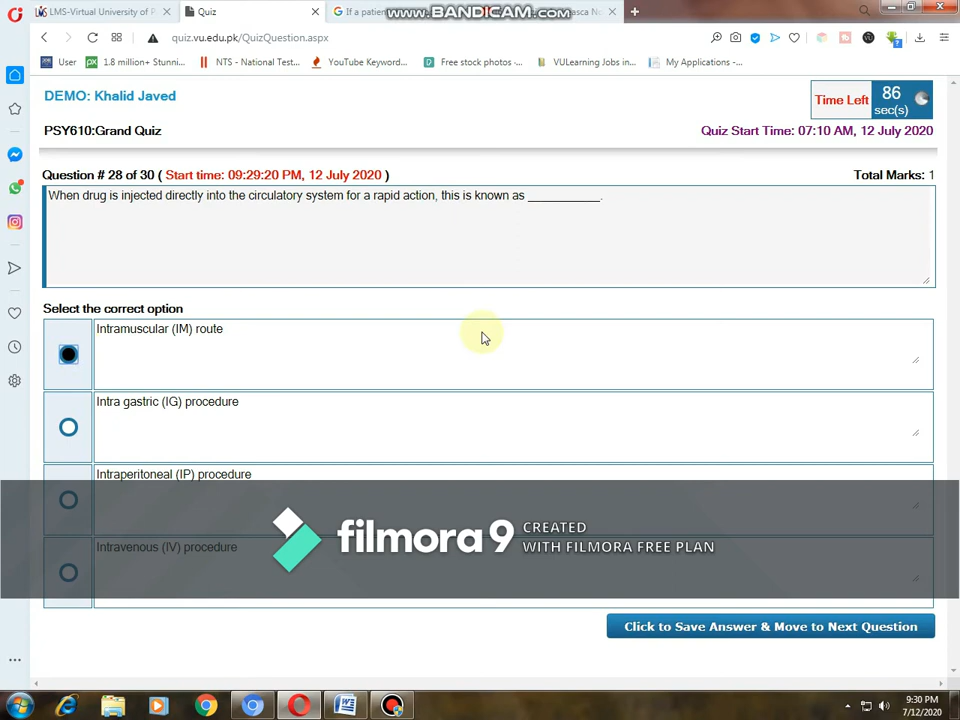 LMS-Virtual University of P
Quiz
If a patien
www.BANDICAM.com
asca No
quiz.vu.edu.pk/QuizQuestion.aspx
User
1.8 million+ Stunni...
NTS - National Test...
YouTube Keyword...
Free stock photos -...
VULearning Jobs in...
My Applications -...
DEMO: Khalid Javed
Time Left
86
sec(s)
PSY610:Grand Quiz
Quiz Start Time: 07:10 AM, 12 July 2020
Question # 28 of 30 ( Start time: 09:29:20 PM, 12 July 2020 )
Total Marks: 1
When drug is injected directly into the circulatory system for a rapid action, this is known as ____________.
Select the correct option
Intramuscular (IM) route
Intra gastric (IG) procedure
Intraperitoneal (IP) procedure
Intravenous (IV) procedure
filmora 9
CREATED
WITH FILMORA FREE PLAN
Click to Save Answer & Move to Next Question
9:30 PM
7/12/2020